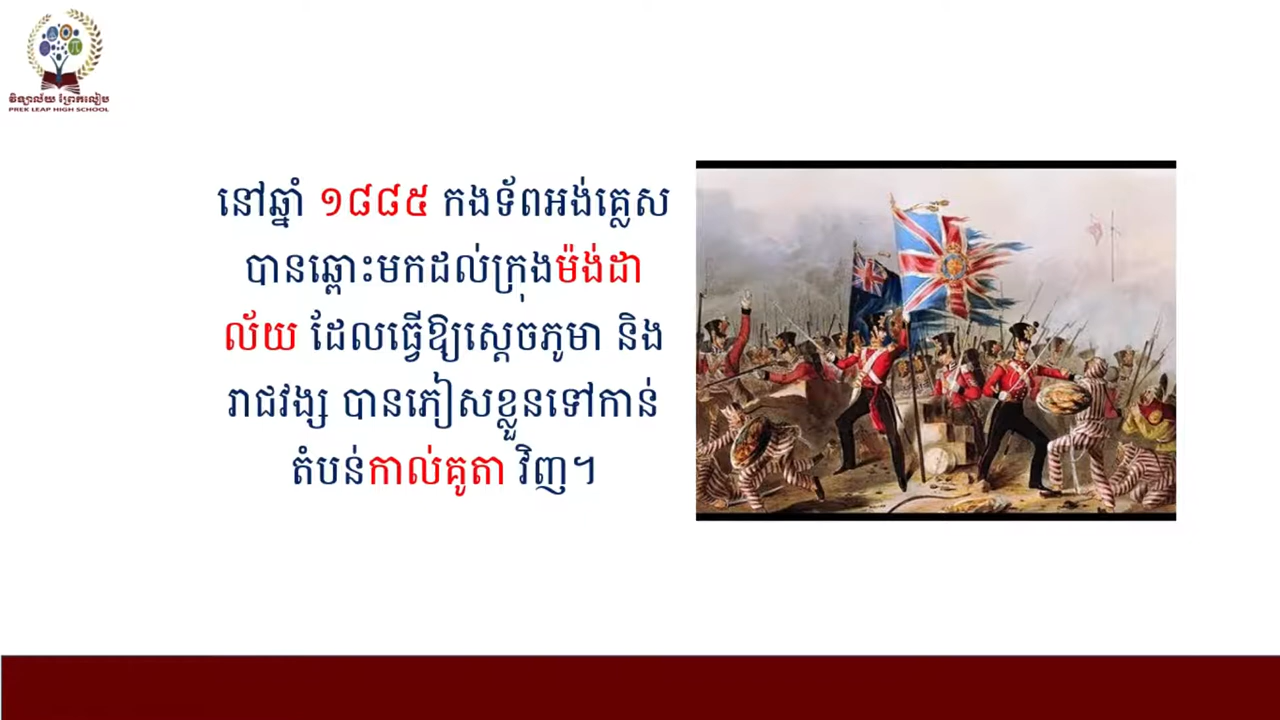 វិទ្យាល័យ ព្រែកលៀប
PREK LEAP HIGH SCHOOL
នៅឆ្នាំ ១៨៨៥ កងទ័ពអង់គ្លេស
បានឆ្ពោះមកដល់ក្រុងម៉ង់ដា
ល័យ ដែលធ្វើឱ្យស្ដេចភូមា និង
រាជវង្ស បានភៀសខ្លួនទៅកាន់
តំបន់កាល់គូតា វិញ។